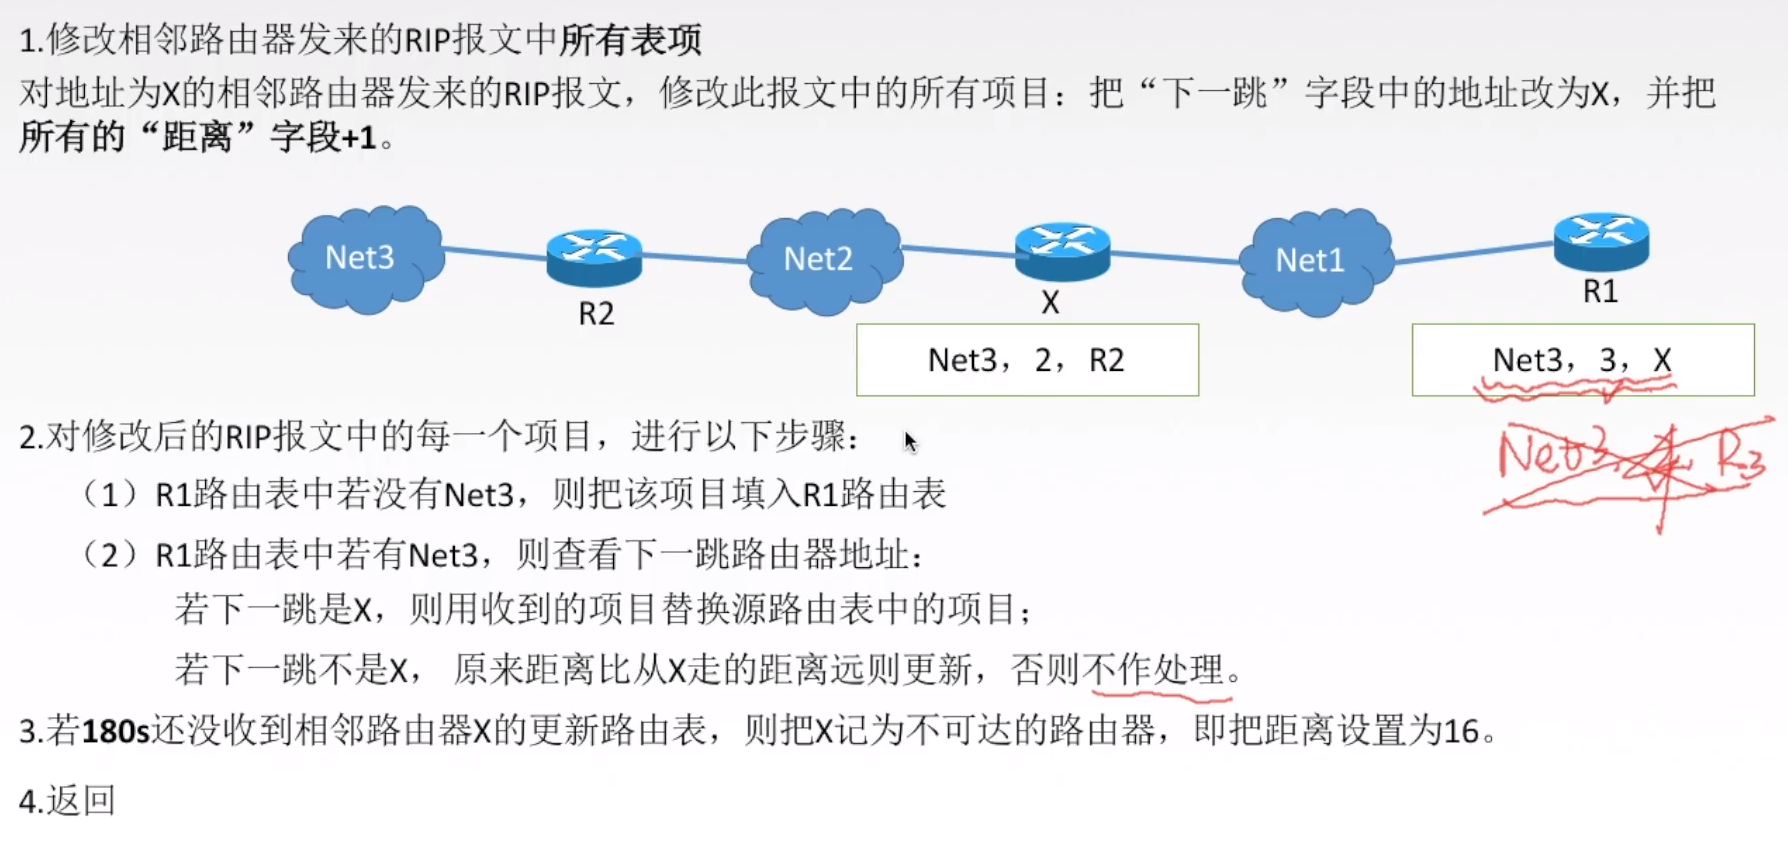 1.修改相邻路由器发来的RIP报文中所有表项
对地址为X的相邻路由器发来的RIP报文，修改此报文中的所有项目：把“下一跳”字段中的地址改为X，并把
所有的“距离”字段+1。
Net3
Net2
Net1
R2
X
R1
Net3，2，R2
Net3，3，X
2.对修改后的RIP报文中的每一个项目，进行以下步骤：
Net3 R3
（1）R1路由表中若没有Net3，则把该项目填入R1路由表
（2）R1路由表中若有Net3，则查看下一跳路由器地址：
若下一跳是X，则用收到的项目替换源路由表中的项目；
若下一跳不是X， 原来距离比从X走的距离远则更新，否则不作处理。
3.若180s还没收到相邻路由器X的更新路由表，则把X记为不可达的路由器，即把距离设置为16。
4.返回